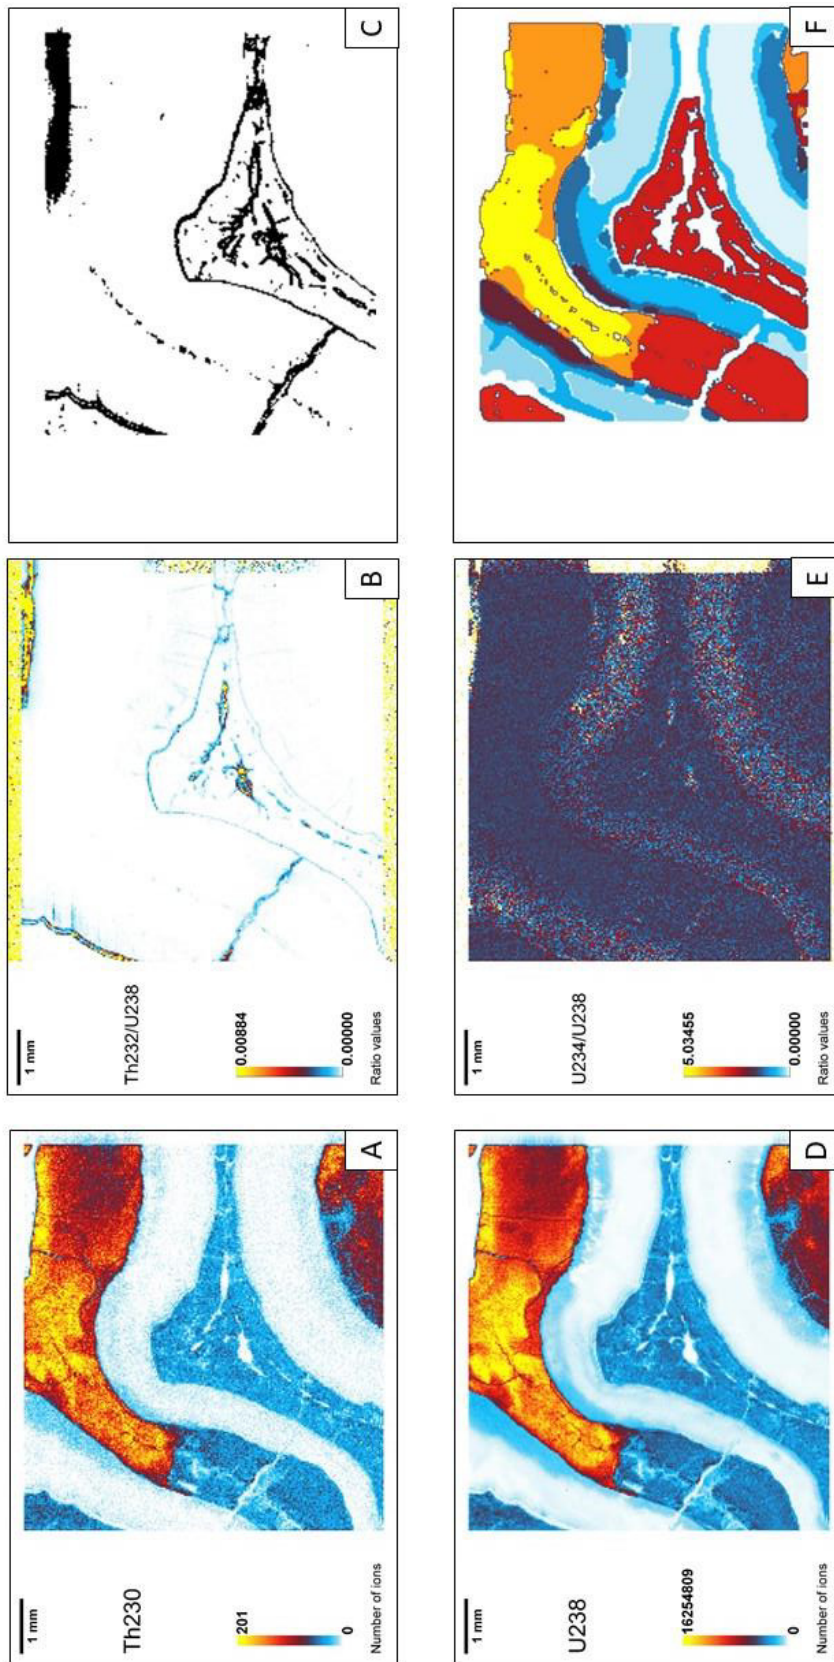 A
1 mm
Th230
201
0
Number of ions
B
1 mm
Th232/U238
0.00884
0.00000
Ratio values
C
D
1 mm
U238
16254809
0
Number of ions
E
1 mm
U234/U238
5.03455
0.00000
Ratio values
F